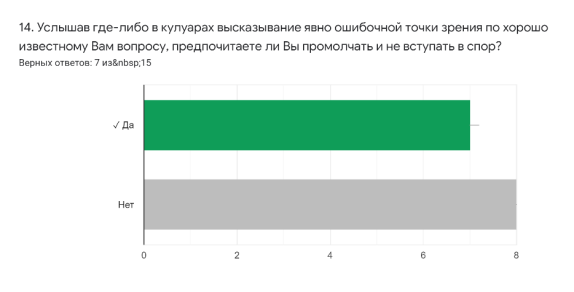 14. Услышав где-либо в кулуарах высказывание явно ошибочной точки зрения по хорошо
известному Вам вопросу, предпочитаете ли Вы промолчать и не вступать в спор?
Верных ответов: 7 из&nbsp;15
✓ Да
Нет
0 2 4 6 8